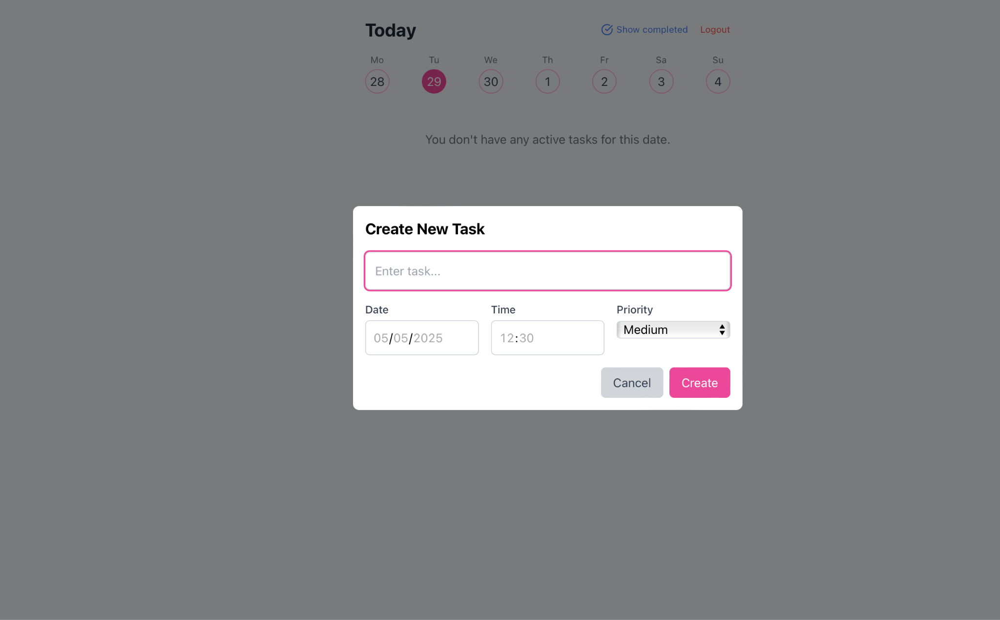 Today Show completed Logout
Mo Tu We Th Fr Sa Su
28 29 30 1 2 3 4
You don't have any active tasks for this date.
Create New Task
Enter task...
Date Time Priority
05/05/2025 12:30 Medium
Cancel Create